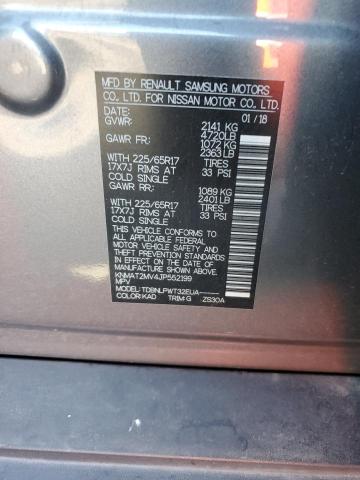 MFD BY RENAULT SAMSUNG MOTORS
CO., LTD. FOR NISSAN MOTOR CO., LTD.
DATE: 01 / 18
GVWR: 2141 KG
4720LB
GAWR FR: 1072 KG
2363 LB
WITH 225/65R17 TIRES
17X7J RIMS AT 33 PSI
COLD SINGLE
GAWR RR: 1089 KG
2401 LB
WITH 225/65R17 TIRES
17X7J RIMS AT 33 PSI
COLD SINGLE
THIS VEHICLE CONFORMS TO ALL APPLICABLE
FEDERAL MOTOR VEHICLE SAFETY, BUMPER,
AND THEFT PREVENTION STANDARDS IN
EFFECT ON THE DATE OF MANUFACTURE
SHOWN ABOVE.
KNMAT2MV4JP552199
MPV
MODEL: TDBNLPWT32EUA
COLOR:KAD TRIM:G ZS30A